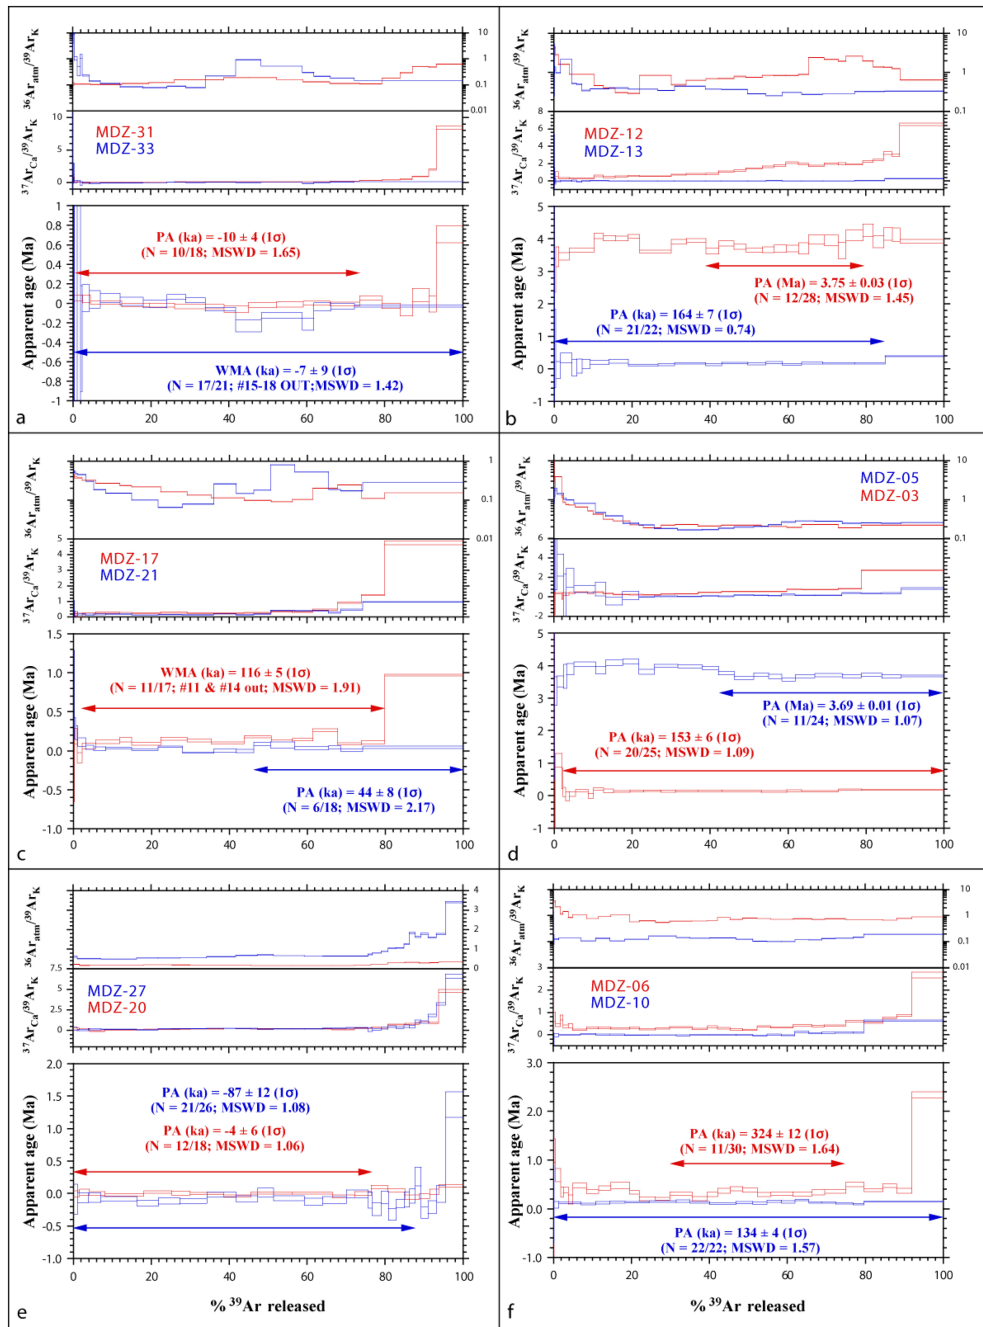 ³⁶Ar_atm/³⁹Ar_K
10
1
0.1
0.01
³⁷Ar_Ca/³⁹Ar_K
10
5
0
MDZ-31
MDZ-33
Apparent age (Ma)
1
0.8
0.6
0.4
0.2
0
-0.2
-0.4
-0.6
-0.8
-1
PA (ka) = -10 ± 4 (1σ)
(N = 10/18; MSWD = 1.65)
WMA (ka) = -7 ± 9 (1σ)
(N = 17/21; #15-18 OUT;MSWD = 1.42)
0 20 40 60 80 100
a
³⁶Ar_atm/³⁹Ar_K
10
1
0.1
³⁷Ar_Ca/³⁹Ar_K
8
6
4
2
0
MDZ-12
MDZ-13
Apparent age (Ma)
5
4
3
2
1
0
-1
PA (Ma) = 3.75 ± 0.03 (1σ)
(N = 12/28; MSWD = 1.45)
PA (ka) = 164 ± 7 (1σ)
(N = 21/22; MSWD = 0.74)
0 20 40 60 80 100
b
³⁶Ar_atm/³⁹Ar_K
1
0.1
0.01
³⁷Ar_Ca/³⁹Ar_K
5
4
3
2
1
0
MDZ-17
MDZ-21
Apparent age (Ma)
1.5
1.0
0.5
0.0
-0.5
-1.0
WMA (ka) = 116 ± 5 (1σ)
(N = 11/17; #11 & #14 out; MSWD = 1.91)
PA (ka) = 44 ± 8 (1σ)
(N = 6/18; MSWD = 2.17)
0 20 40 60 80 100
c
³⁶Ar_atm/³⁹Ar_K
10
1
0.1
MDZ-05
MDZ-03
³⁷Ar_Ca/³⁹Ar_K
6
4
2
0
-2
Apparent age (Ma)
5
4
3
2
1
0
-1
PA (Ma) = 3.69 ± 0.01 (1σ)
(N = 11/24; MSWD = 1.07)
PA (ka) = 153 ± 6 (1σ)
(N = 20/25; MSWD = 1.09)
0 20 40 60 80 100
d
³⁶Ar_atm/³⁹Ar_K
4
3
2
1
0
³⁷Ar_Ca/³⁹Ar_K
7.5
5
2.5
0
MDZ-27
MDZ-20
Apparent age (Ma)
2.0
1.5
1.0
0.5
0.0
-0.5
-1.0
PA (ka) = -87 ± 12 (1σ)
(N = 21/26; MSWD = 1.08)
PA (ka) = -4 ± 6 (1σ)
(N = 12/18; MSWD = 1.06)
0 20 40 60 80 100
% ³⁹Ar released
e
³⁶Ar_atm/³⁹Ar_K
10
1
0.1
0.01
³⁷Ar_Ca/³⁹Ar_K
3
2
1
0
MDZ-06
MDZ-10
Apparent age (Ma)
3.0
2.0
1.0
0.0
-1.0
PA (ka) = 324 ± 12 (1σ)
(N = 11/30; MSWD = 1.64)
PA (ka) = 134 ± 4 (1σ)
(N = 22/22; MSWD = 1.57)
0 20 40 60 80 100
% ³⁹Ar released
f